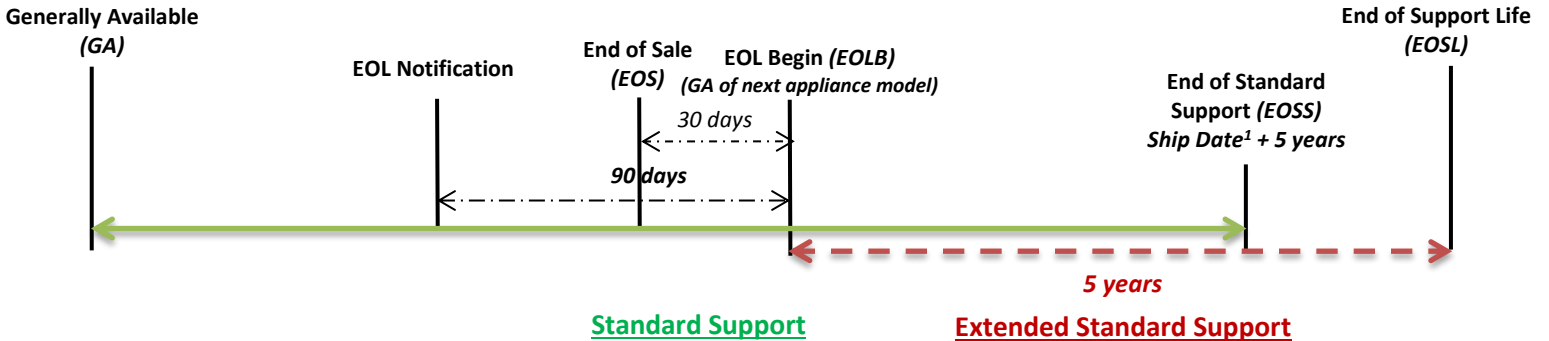 Generally Available
(GA)
EOL Notification
End of Sale
(EOS)
EOL Begin (EOLB)
(GA of next appliance model)
End of Standard
Support (EOSS)
Ship Date¹ + 5 years
End of Support Life
(EOSL)
30 days
90 days
5 years
Standard Support
Extended Standard Support